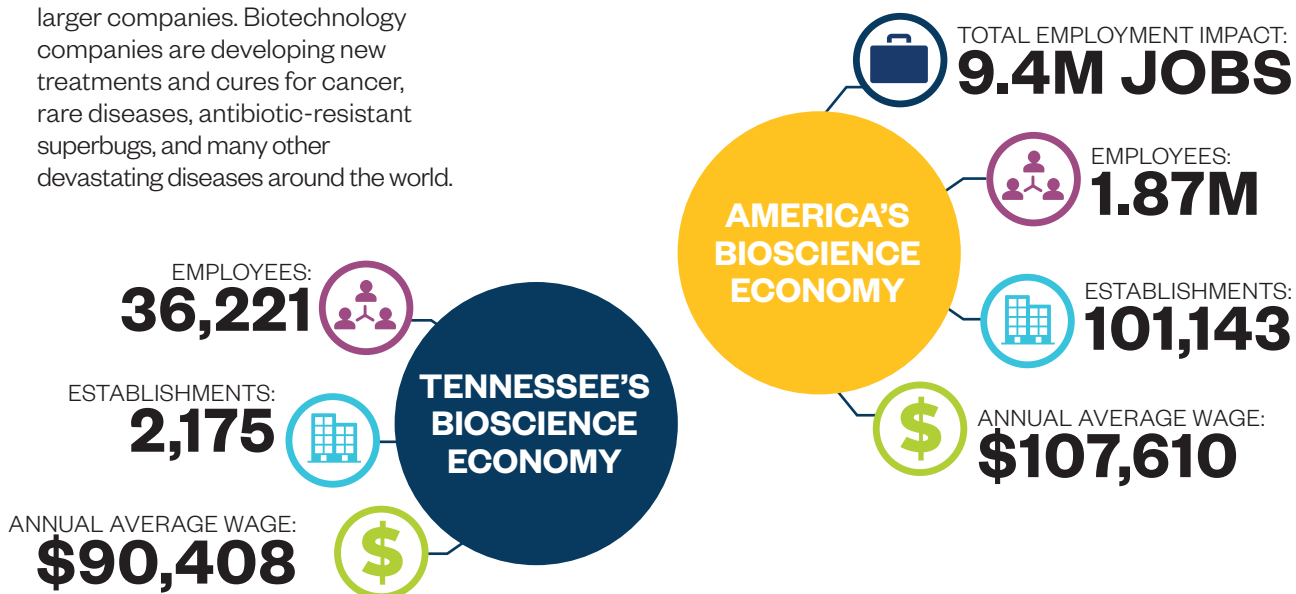 larger companies. Biotechnology
companies are developing new
treatments and cures for cancer,
rare diseases, antibiotic-resistant
superbugs, and many other
devastating diseases around the world.
EMPLOYEES:
36,221
ESTABLISHMENTS:
2,175
ANNUAL AVERAGE WAGE:
$90,408
TENNESSEE'S
BIOSCIENCE
ECONOMY
AMERICA'S
BIOSCIENCE
ECONOMY
TOTAL EMPLOYMENT IMPACT:
9.4M JOBS
EMPLOYEES:
1.87M
ESTABLISHMENTS:
101,143
$
ANNUAL AVERAGE WAGE:
$107,610
$